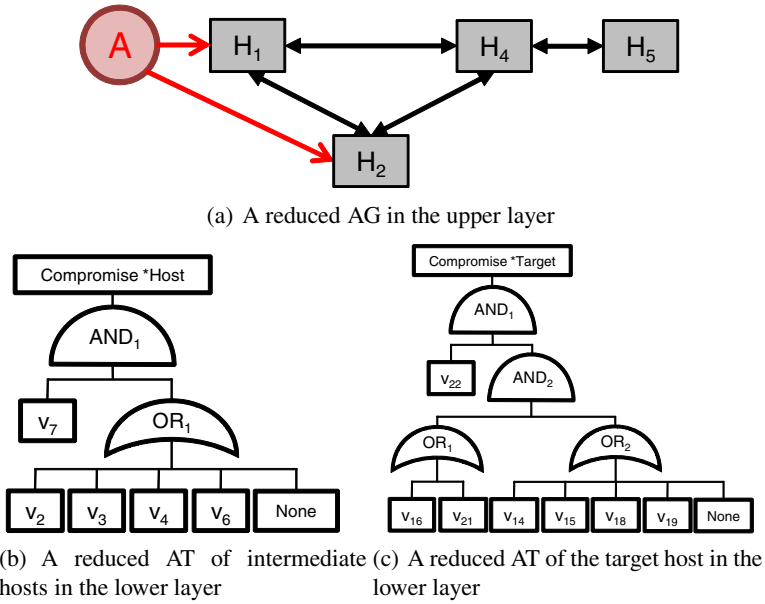 A H₁ H₄ H₅
H₂
(a) A reduced AG in the upper layer
Compromise *Host
AND₁
v₇
OR₁
v₂ v₃ v₄ v₆ None
(b) A reduced AT of intermediate
hosts in the lower layer
Compromise *Target
AND₁
v₂₂
AND₂
OR₁ OR₂
v₁₆ v₂₁ v₁₄ v₁₅ v₁₈ v₁₉ None
(c) A reduced AT of the target host in the
lower layer